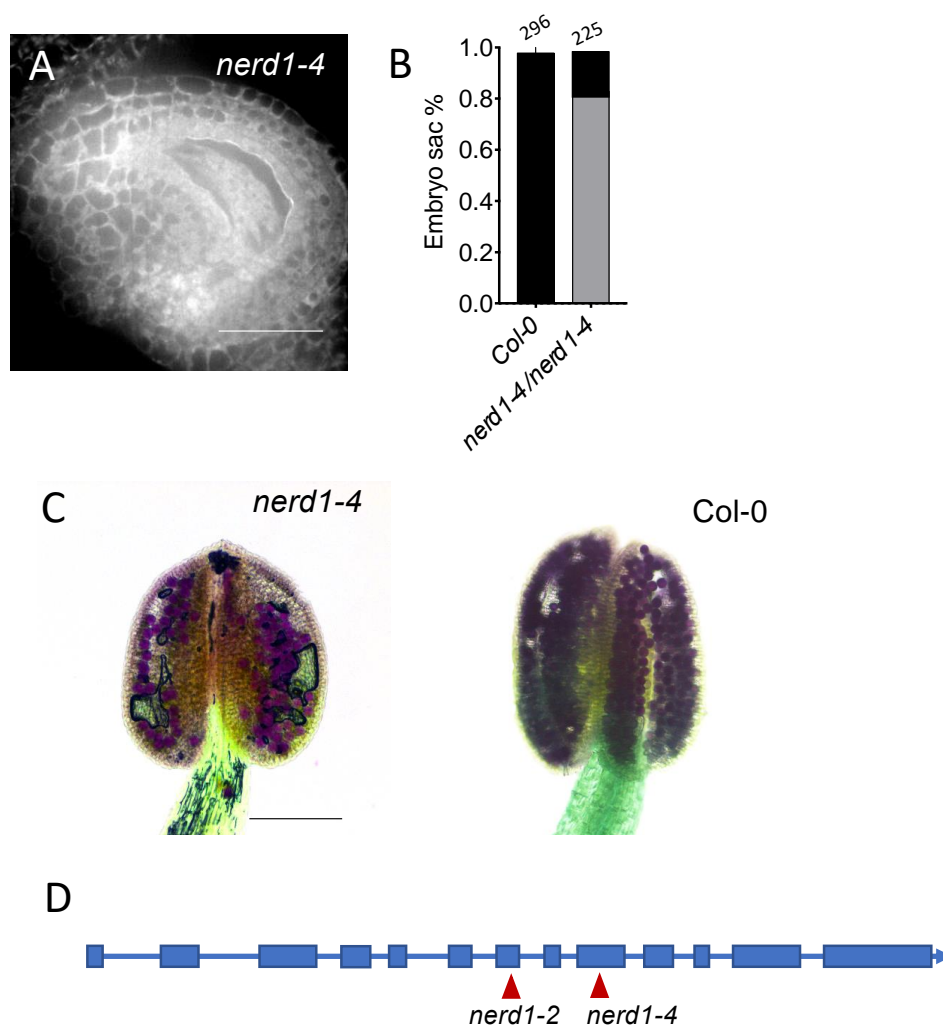 A
nerd1-4
B
296
225
Embryo sac %
1.0
0.8
0.6
0.4
0.2
0.0
Col-0
nerd1-4/nerd1-4
C
nerd1-4
Col-0
D
nerd1-2
nerd1-4